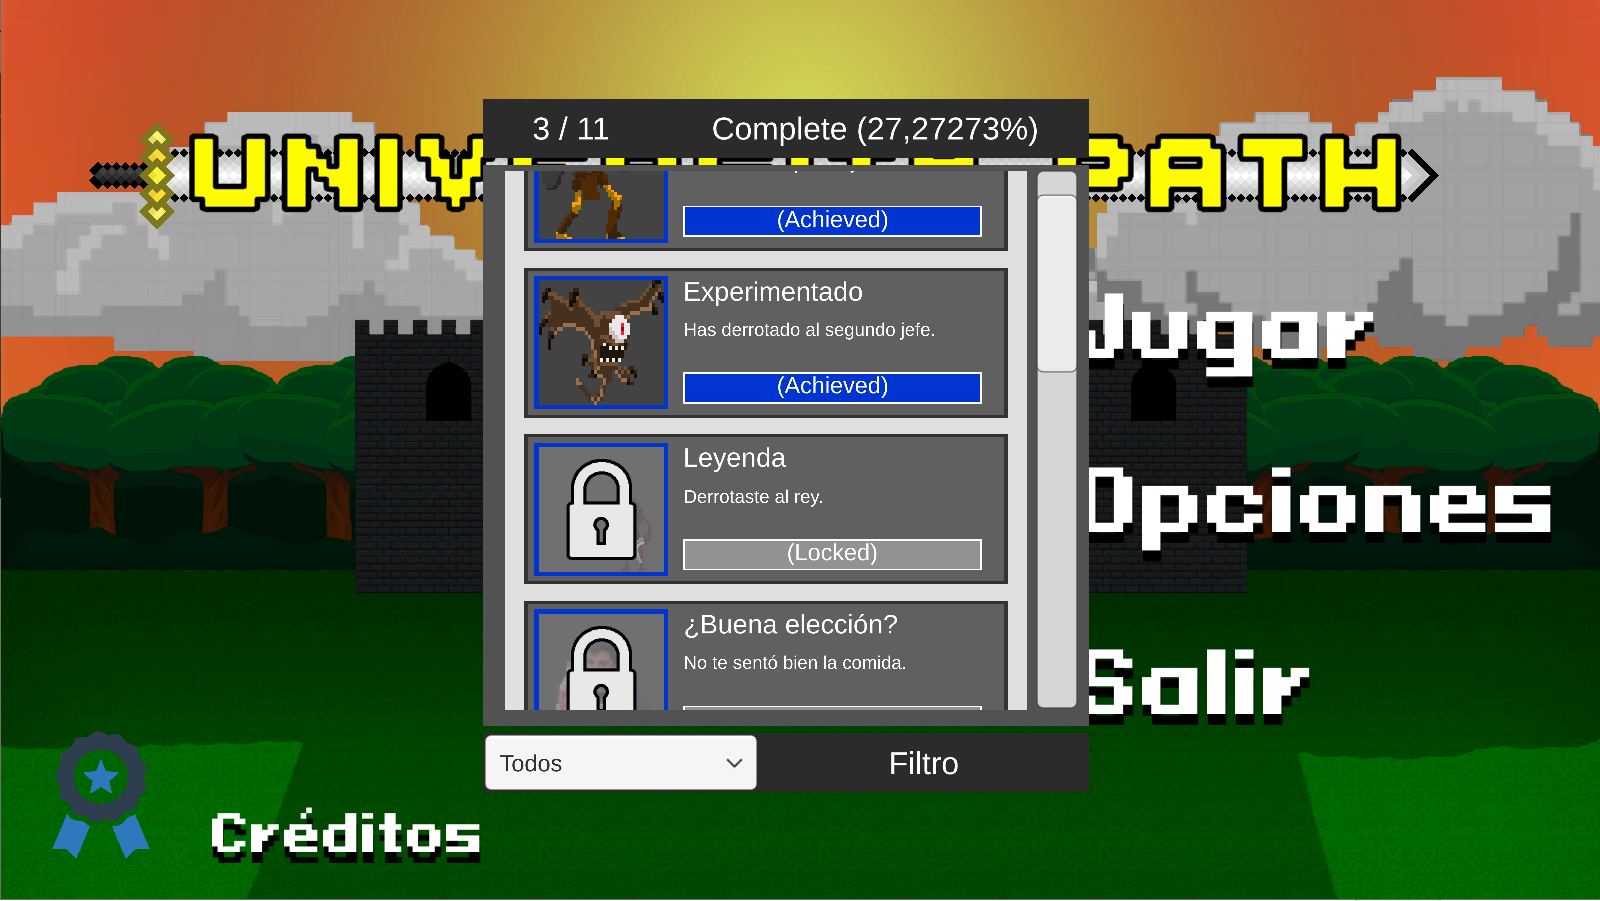 3 / 11 Complete (27,27273%)
PATH
(Achieved)
Experimentado
Has derrotado al segundo jefe.
(Achieved)
Jugar
Leyenda
Derrotaste al rey.
(Locked)
Opciones
¿Buena elección?
No te sentó bien la comida.
Salir
Todos
Filtro
Créditos